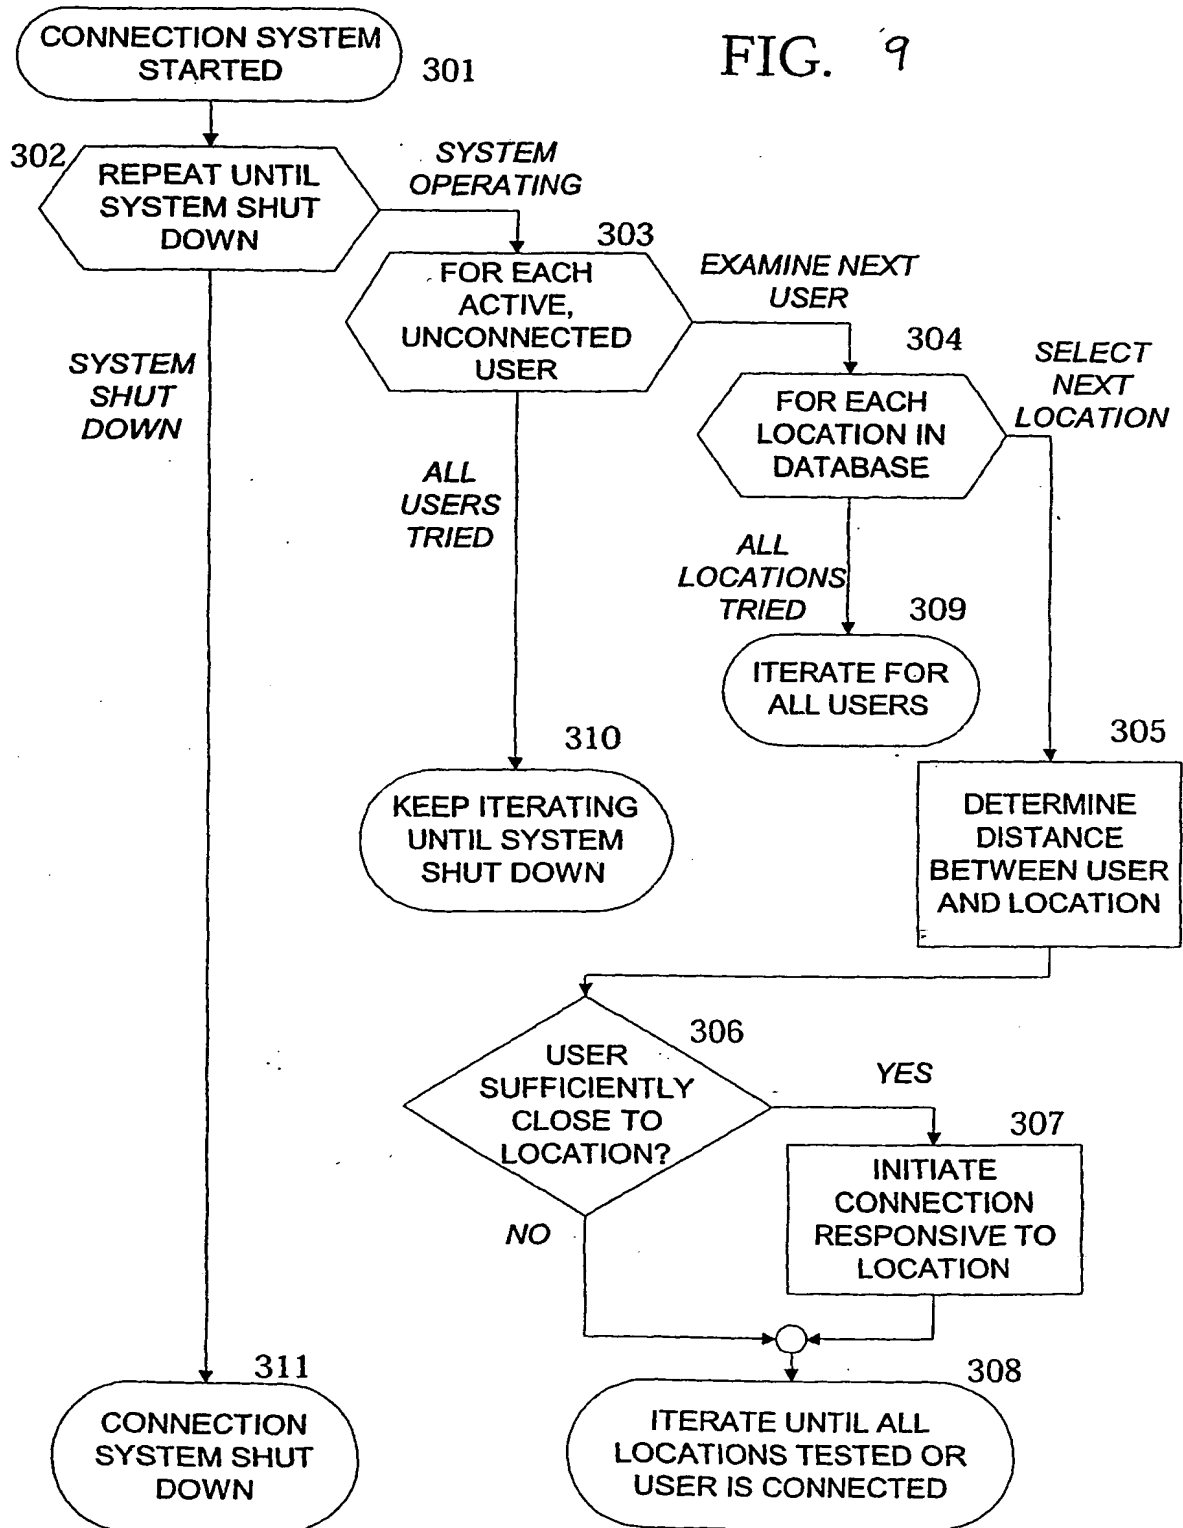 FIG. 9
CONNECTION SYSTEM
STARTED
301
302
REPEAT UNTIL
SYSTEM SHUT
DOWN
SYSTEM
OPERATING
303
FOR EACH
ACTIVE,
UNCONNECTED
USER
EXAMINE NEXT
USER
304
FOR EACH
LOCATION IN
DATABASE
SELECT
NEXT
LOCATION
SYSTEM
SHUT
DOWN
ALL
USERS
TRIED
ALL
LOCATIONS
TRIED
309
ITERATE FOR
ALL USERS
310
KEEP ITERATING
UNTIL SYSTEM
SHUT DOWN
305
DETERMINE
DISTANCE
BETWEEN USER
AND LOCATION
306
USER
SUFFICIENTLY
CLOSE TO
LOCATION?
YES
307
INITIATE
CONNECTION
RESPONSIVE TO
LOCATION
NO
308
ITERATE UNTIL ALL
LOCATIONS TESTED OR
USER IS CONNECTED
311
CONNECTION
SYSTEM SHUT
DOWN